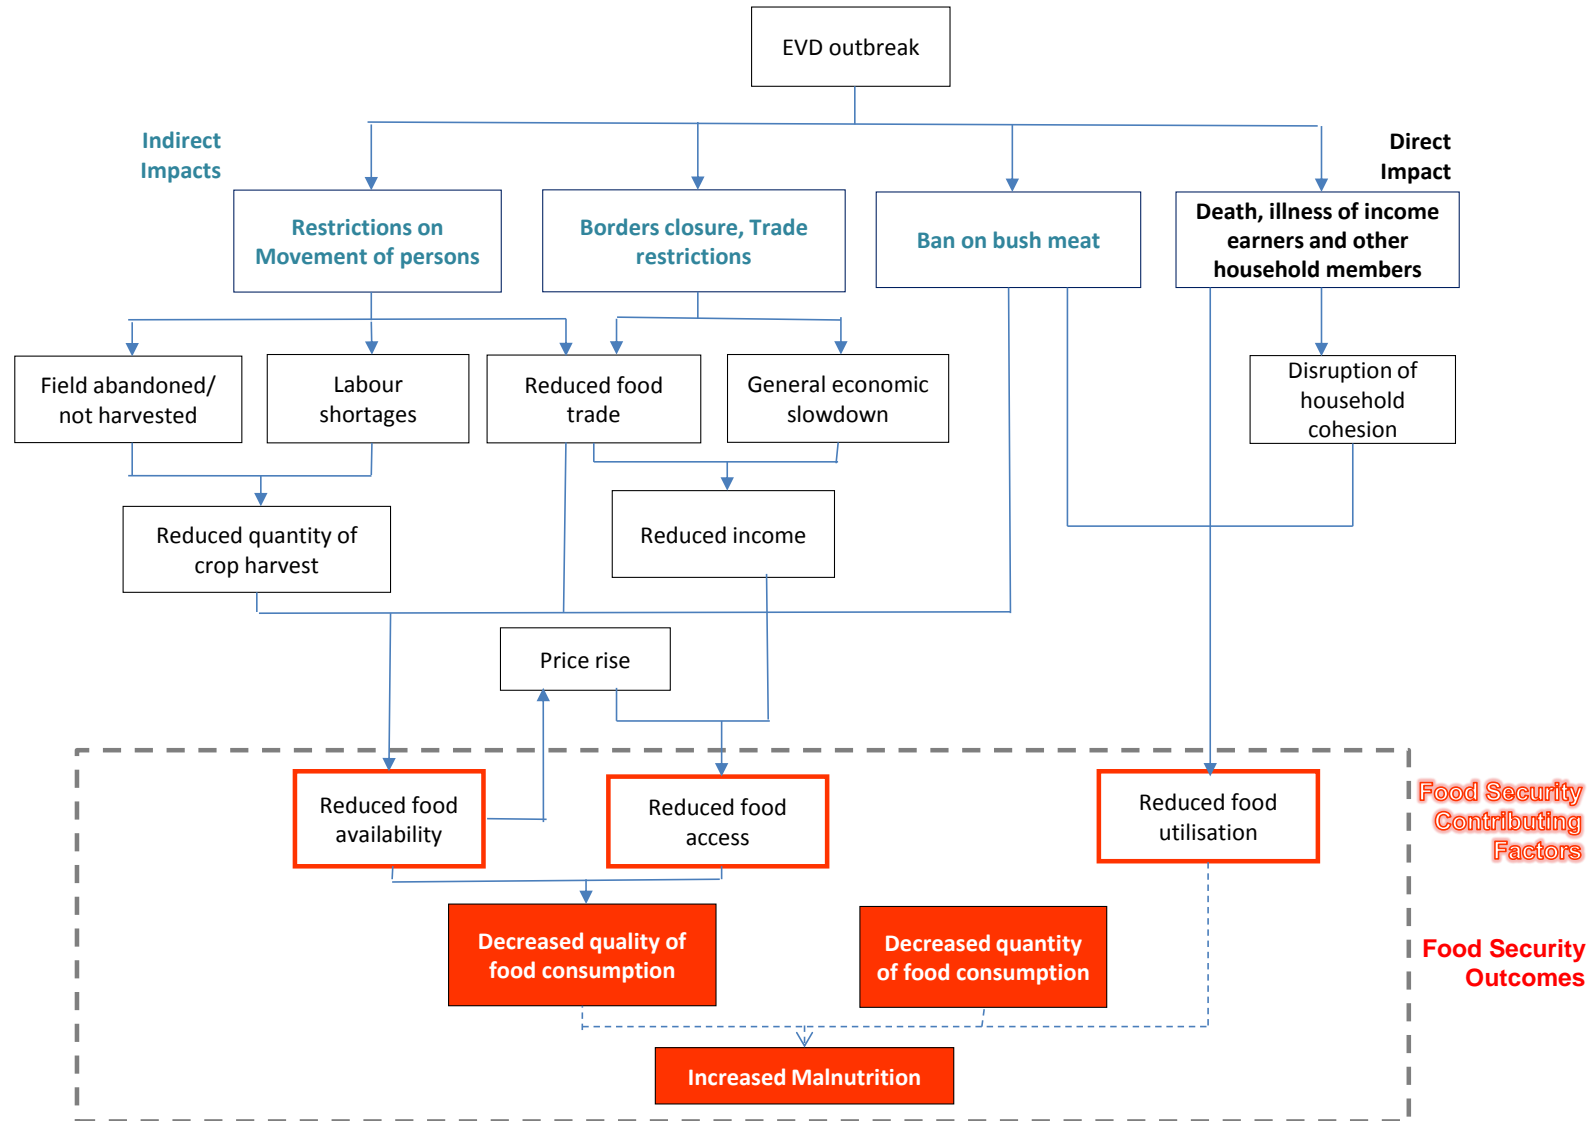 EVD outbreak
Indirect
Impacts
Direct
Impact
Restrictions on
Movement of persons
Borders closure, Trade
restrictions
Ban on bush meat
Death, illness of income
earners and other
household members
Field abandoned/
not harvested
Labour
shortages
Reduced food
trade
General economic
slowdown
Disruption of
household
cohesion
Reduced quantity of
crop harvest
Reduced income
Price rise
Reduced food
availability
Reduced food
access
Reduced food
utilisation
Food Security
Contributing
Factors
Decreased quality of
food consumption
Decreased quantity
of food consumption
Food Security
Outcomes
Increased Malnutrition